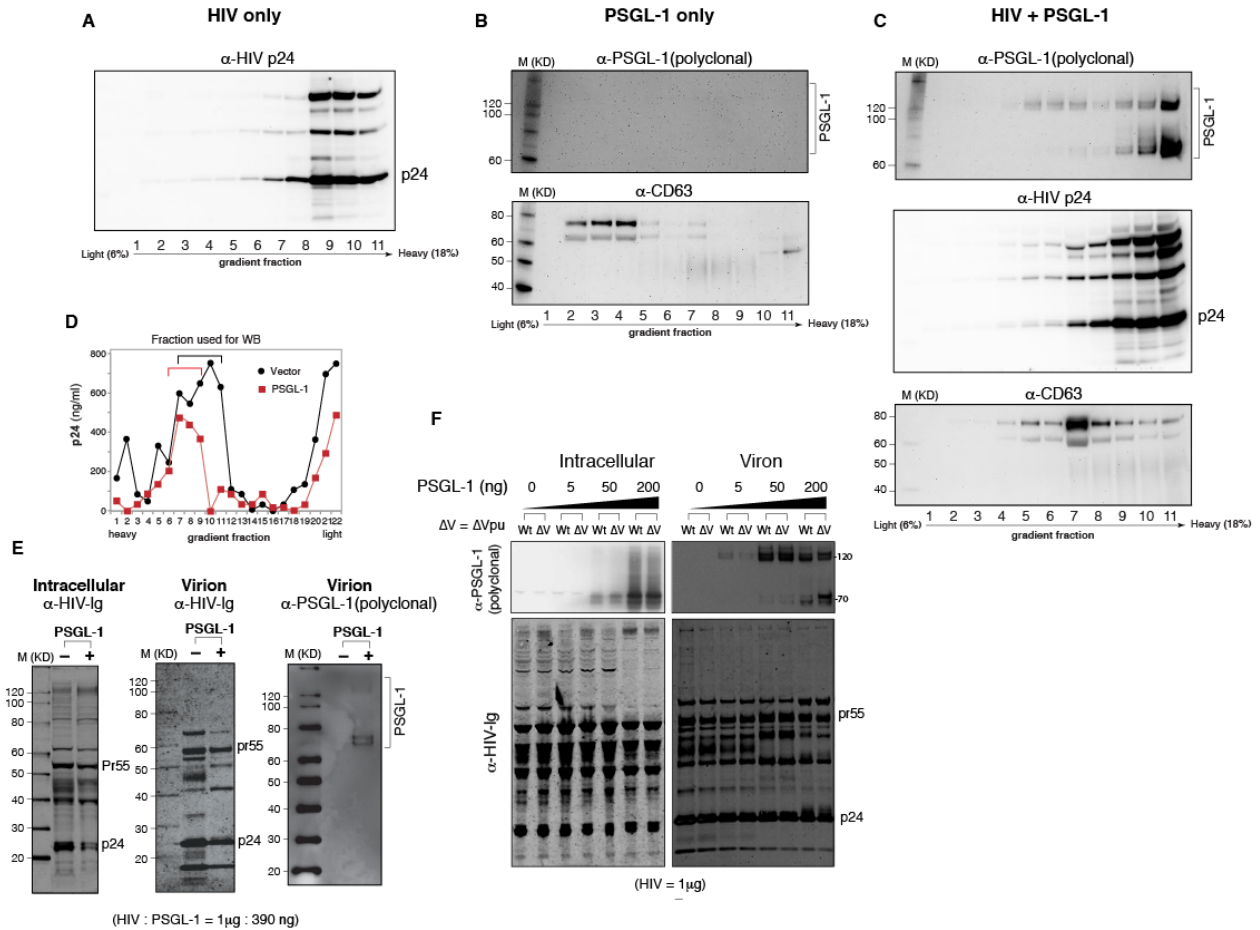 A
HIV only
α-HIV p24
p24
1 2 3 4 5 6 7 8 9 10 11
Light (6%)
Heavy (18%)
gradient fraction
B
PSGL-1 only
M (KD)
α-PSGL-1(polyclonal)
120
100
60
PSGL-1
M (KD)
α-CD63
80
60
50
40
1 2 3 4 5 6 7 8 9 10 11
Light (6%)
Heavy (18%)
gradient fraction
C
HIV + PSGL-1
M (KD)
α-PSGL-1(polyclonal)
120
100
60
PSGL-1
α-HIV p24
p24
M (KD)
α-CD63
80
60
50
40
1 2 3 4 5 6 7 8 9 10 11
Light (6%)
Heavy (18%)
gradient fraction
D
Fraction used for WB
Vector
PSGL-1
p24 (ng/ml)
800
600
400
200
0
1 2 3 4 5 6 7 8 9 10 11 12 13 14 15 16 17 18 19 20 21 22
heavy
gradient fraction
light
E
Intracellular
α-HIV-Ig
PSGL-1
M (KD)
− +
120
100
80
60
50
40
30
20
Pr55
p24
Virion
α-HIV-Ig
PSGL-1
M (KD)
− +
120
100
80
60
50
40
30
20
pr55
p24
Virion
α-PSGL-1(polyclonal)
PSGL-1
M (KD)
− +
120
100
80
60
50
40
30
20
PSGL-1
(HIV : PSGL-1 = 1µg : 390 ng)
F
Intracellular
Viron
PSGL-1 (ng)
0 5 50 200
0 5 50 200
ΔV = ΔVpu
Wt ΔV Wt ΔV Wt ΔV Wt ΔV
Wt ΔV Wt ΔV Wt ΔV Wt ΔV
α-PSGL-1
(polyclonal)
-120
-70
α-HIV-Ig
pr55
p24
(HIV = 1µg)